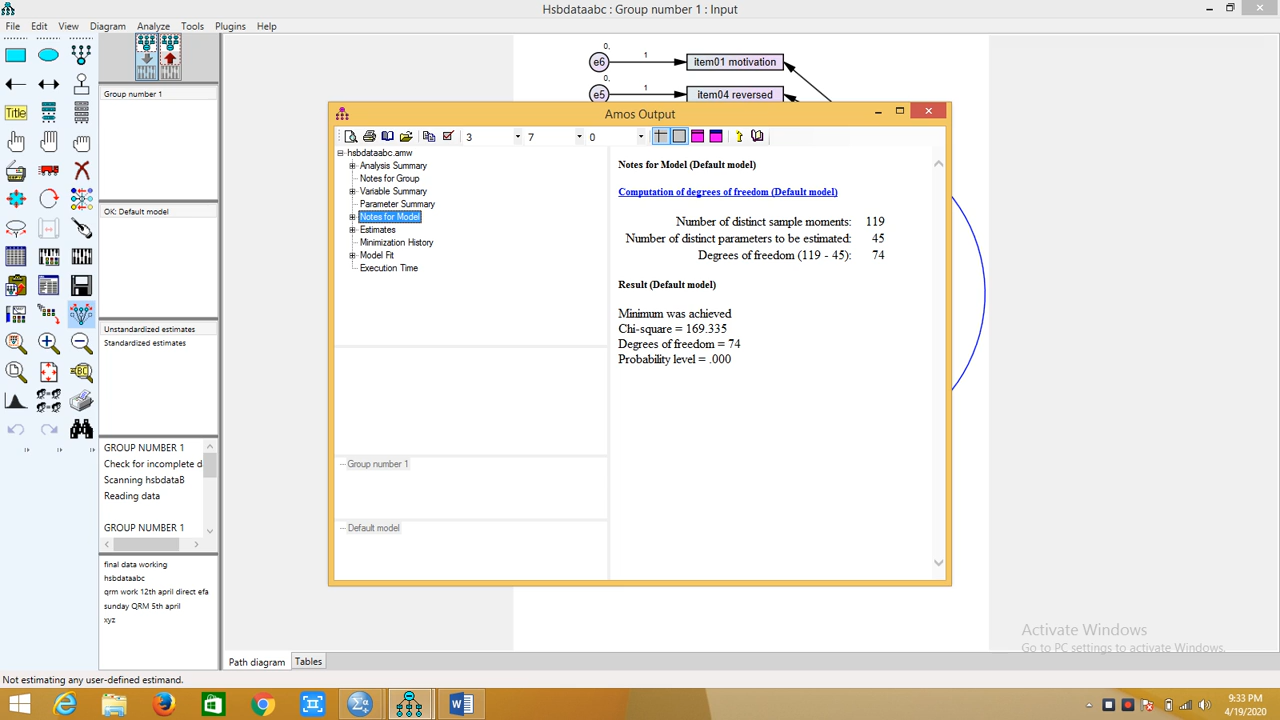 Hsbdataabc : Group number 1 : Input
File Edit View Diagram Analyze Tools Plugins Help
Title
Group number 1
OK: Default model
Unstandardized estimates
Standardized estimates
GROUP NUMBER 1
Check for incomplete d
Scanning hsbdataB
Reading data
GROUP NUMBER 1
final data working
hsbdataabc
qrm work 12th april direct efa
sunday QRM 5th april
xyz
0.
e6
1
item01 motivation
0.
e5
1
item04 reversed
Amos Output
3 7 0
hsbdataabc.amw
Analysis Summary
Notes for Group
Variable Summary
Parameter Summary
Notes for Model
Estimates
Minimization History
Model Fit
Execution Time
Group number 1
Default model
Notes for Model (Default model)
Computation of degrees of freedom (Default model)
Number of distinct sample moments: 119
Number of distinct parameters to be estimated: 45
Degrees of freedom (119 - 45): 74
Result (Default model)
Minimum was achieved
Chi-square = 169.335
Degrees of freedom = 74
Probability level = .000
Path diagram Tables
Activate Windows
Go to PC settings to activate Windows.
Not estimating any user-defined estimand.
9:33 PM
4/19/2020